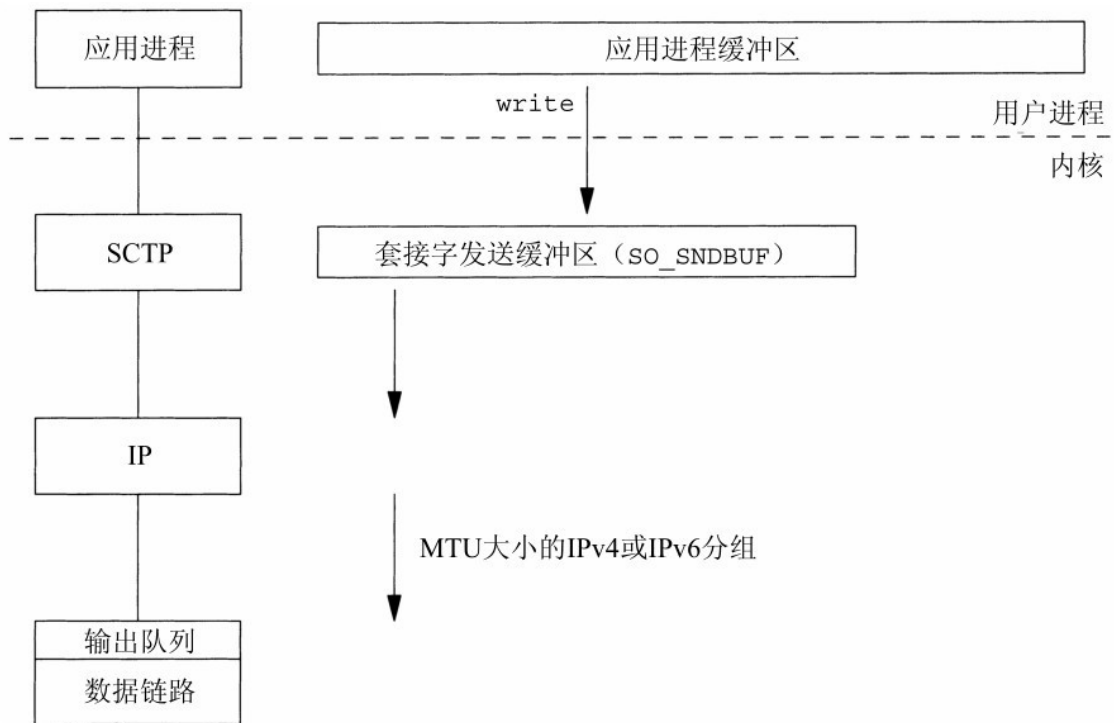 应用进程
应用进程缓冲区
write
用户进程
内核
SCTP
套接字发送缓冲区（SO_SNDBUF）
IP
MTU大小的IPv4或IPv6分组
输出队列
数据链路